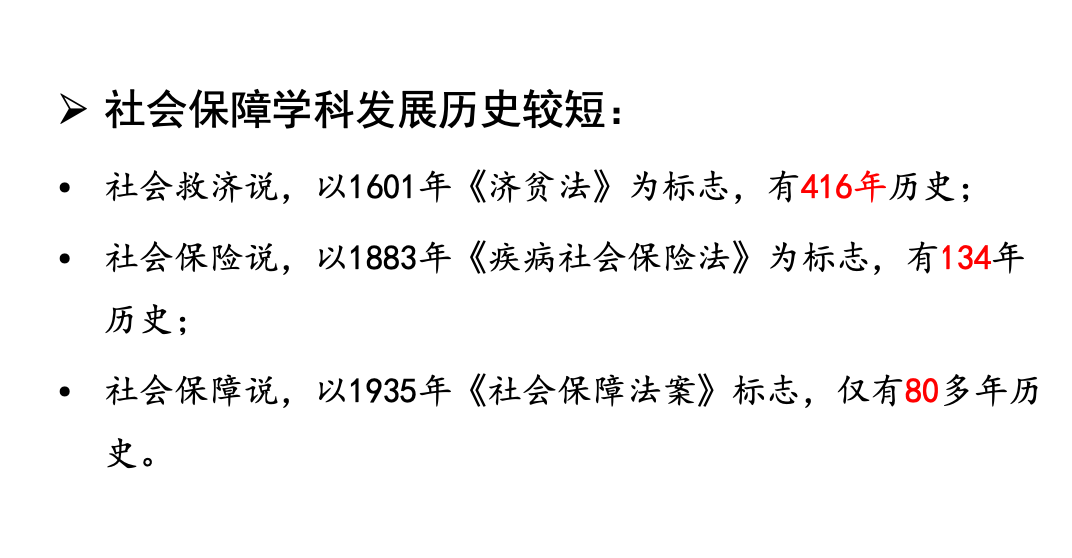 ➢ 社会保障学科发展历史较短：
• 社会救济说，以1601年《济贫法》为标志，有416年历史；
• 社会保险说，以1883年《疾病社会保险法》为标志，有134年
历史；
• 社会保障说，以1935年《社会保障法案》标志，仅有80多年历
史。